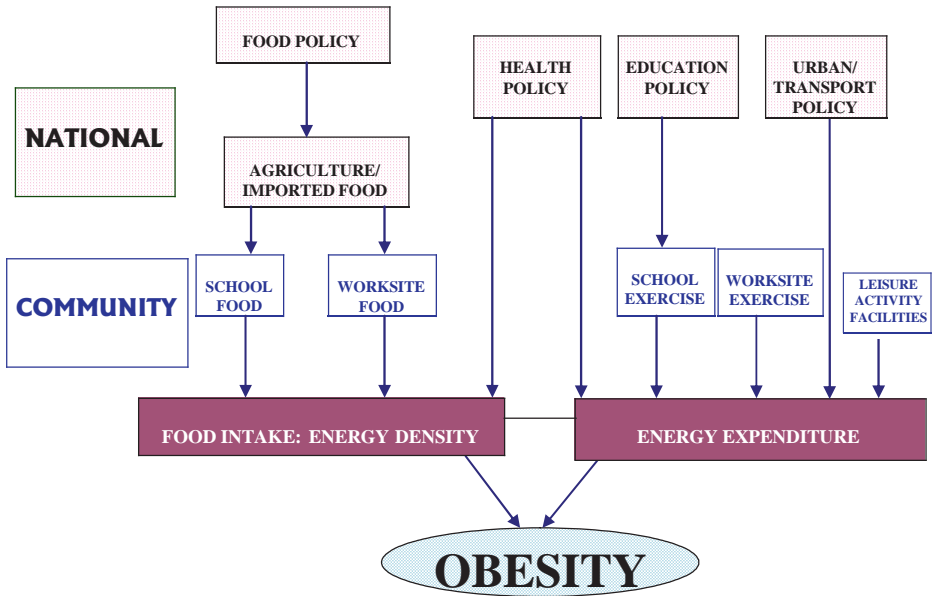 FOOD POLICY
HEALTH
POLICY
EDUCATION
POLICY
URBAN/
TRANSPORT
POLICY
NATIONAL
AGRICULTURE/
IMPORTED FOOD
COMMUNITY
SCHOOL
FOOD
WORKSITE
FOOD
SCHOOL
EXERCISE
WORKSITE
EXERCISE
LEISURE
ACTIVITY
FACILITIES
FOOD INTAKE: ENERGY DENSITY
ENERGY EXPENDITURE
OBESITY